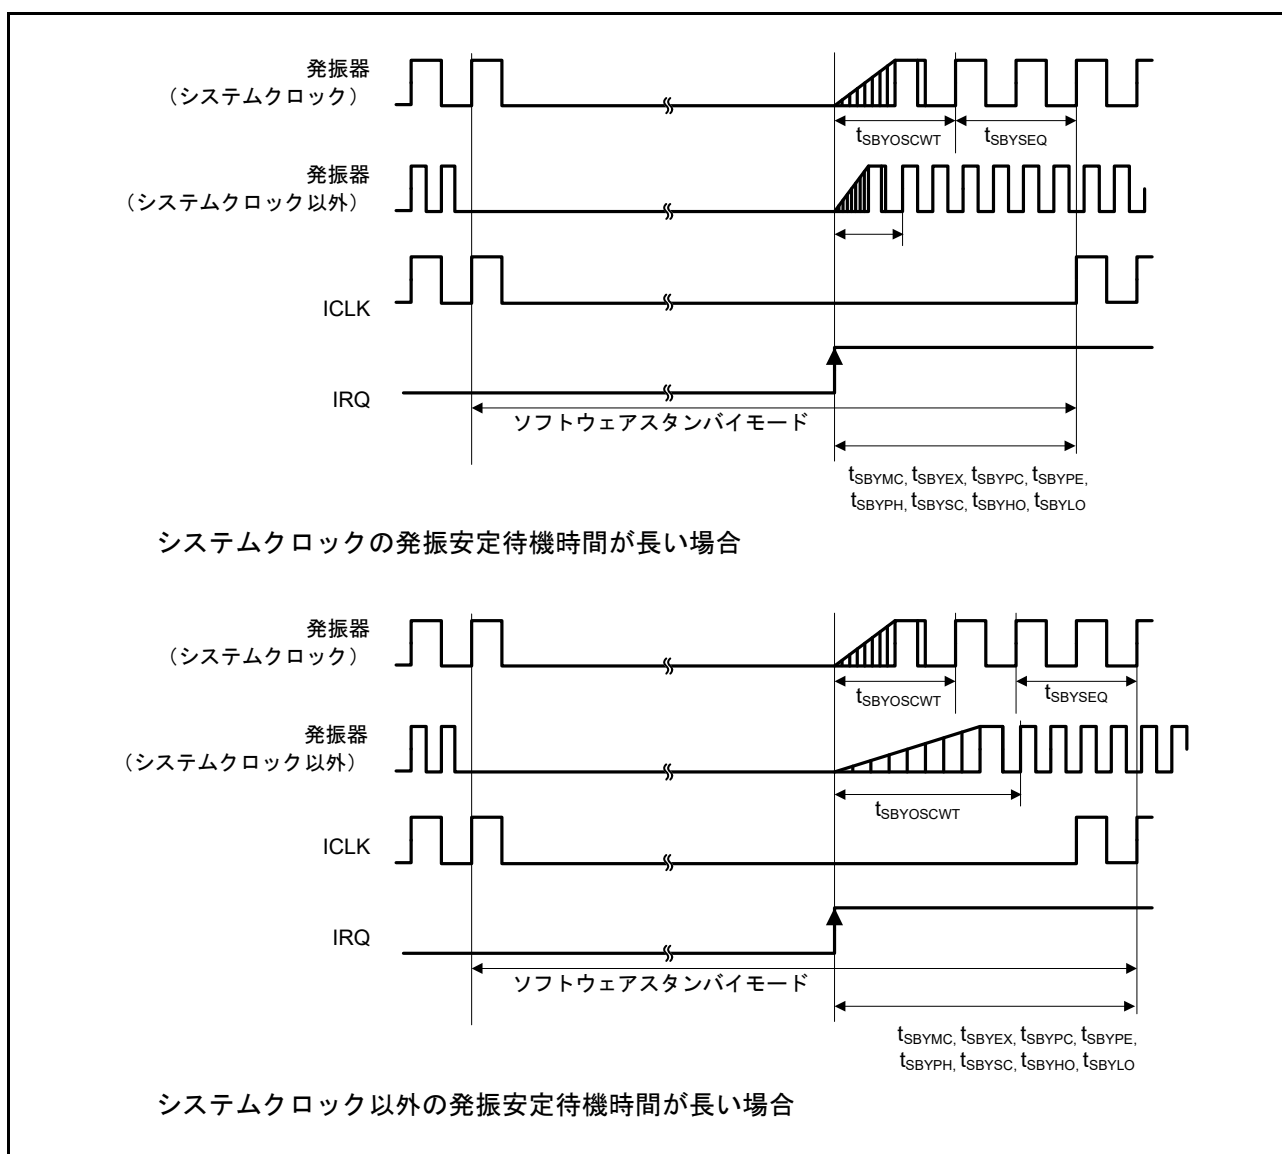 発振器
（システムクロック）
tSBYOSCWT
tSBYSEQ
発振器
（システムクロック以外）
ICLK
IRQ
ソフトウェアスタンバイモード
tSBYMC, tSBYEX, tSBYPC, tSBYPE,
tSBYPH, tSBYSC, tSBYHO, tSBYLO
システムクロックの発振安定待機時間が長い場合
発振器
（システムクロック）
tSBYOSCWT
tSBYSEQ
発振器
（システムクロック以外）
tSBYOSCWT
ICLK
IRQ
ソフトウェアスタンバイモード
tSBYMC, tSBYEX, tSBYPC, tSBYPE,
tSBYPH, tSBYSC, tSBYHO, tSBYLO
システムクロック以外の発振安定待機時間が長い場合